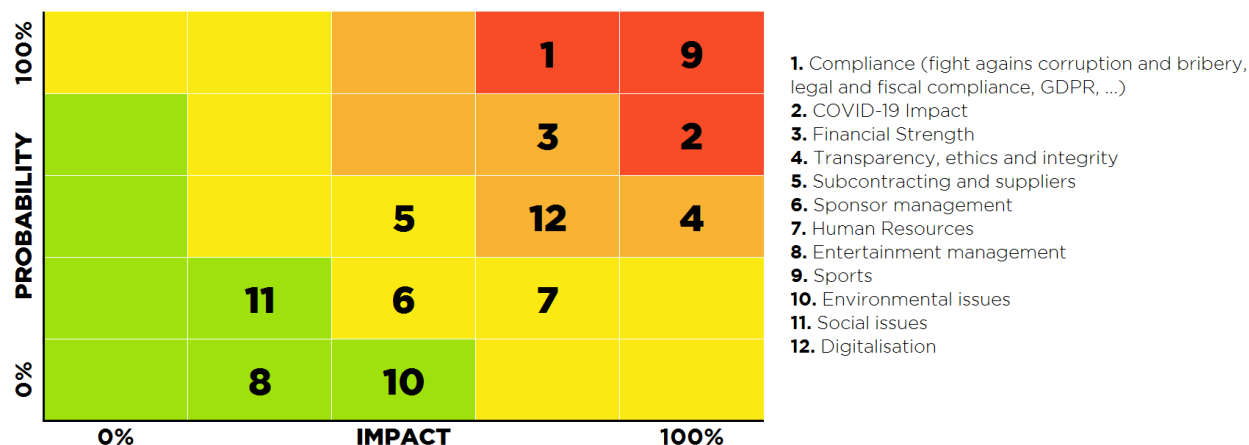 100%
1
9
3
2
PROBABILITY
5
12
4
11
6
7
0%
8
10
0%
IMPACT
100%
1. Compliance (fight agains corruption and bribery,
legal and fiscal compliance, GDPR, ...)
2. COVID-19 Impact
3. Financial Strength
4. Transparency, ethics and integrity
5. Subcontracting and suppliers
6. Sponsor management
7. Human Resources
8. Entertainment management
9. Sports
10. Environmental issues
11. Social issues
12. Digitalisation